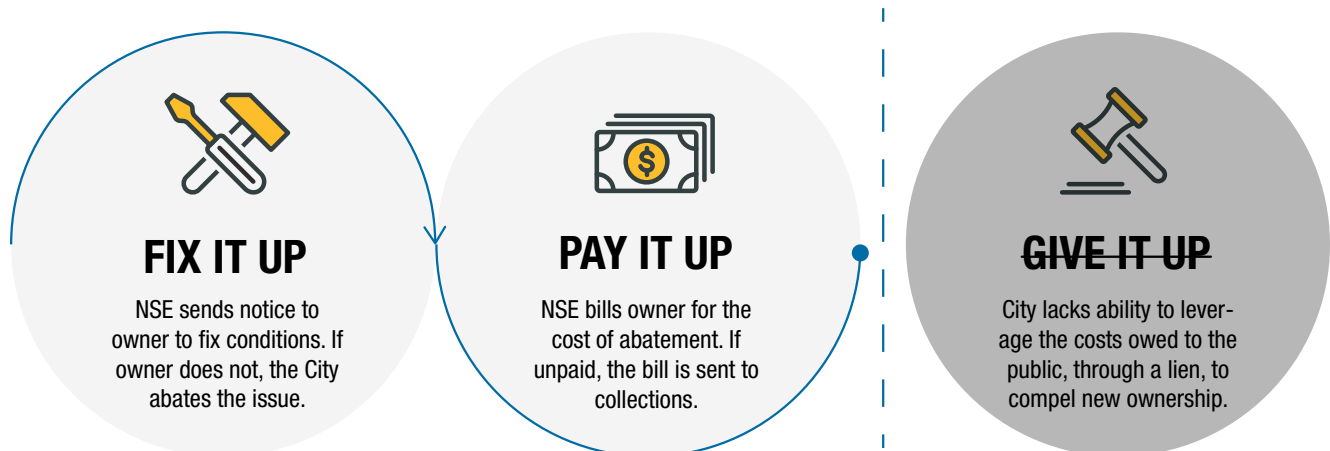 FIX IT UP
NSE sends notice to
owner to fix conditions. If
owner does not, the City
abates the issue.
$
PAY IT UP
NSE bills owner for the
cost of abatement. If
unpaid, the bill is sent to
collections.
GIVE IT UP
City lacks ability to lever-
age the costs owed to the
public, through a lien, to
compel new ownership.